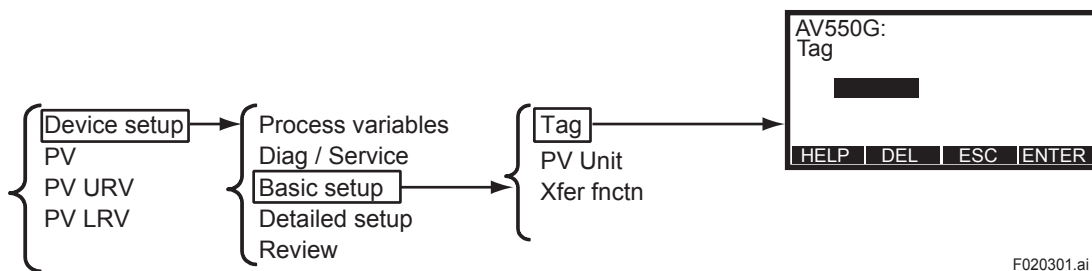 Device setup
PV
PV URV
PV LRV
Process variables
Diag / Service
Basic setup
Detailed setup
Review
Tag
PV Unit
Xfer fnctn
AV550G:
Tag
HELP DEL ESC ENTER
F020301.ai